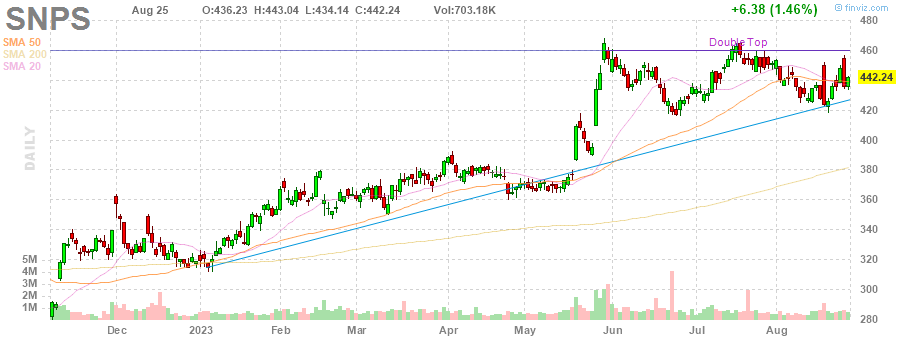 SNPS
Aug 25 O:436.23 H:443.04 L:434.14 C:442.24 Vol:703.18K +6.38 (1.46%)
© finviz.com
SMA 50
SMA 200
SMA 20
DAILY
Double Top
480
460
442.24
440
420
400
380
360
340
320
300
280
5M
4M
3M
2M
1M
Dec 2023 Feb Mar Apr May Jun Jul Aug